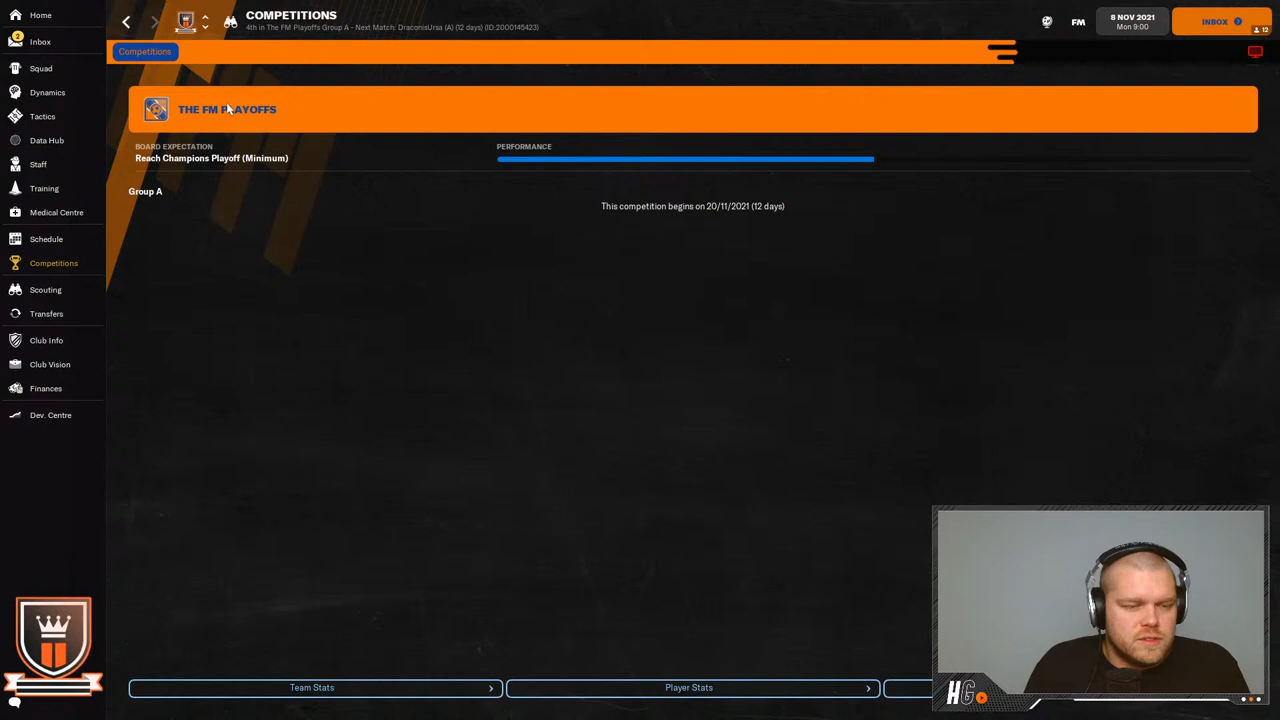 Home
COMPETITIONS
4th in The FM Playoffs Group A - Next Match: DraconisUrsa (A) (12 days) (ID:2000145423)
FM
8 NOV 2021
Mon 9:00
INBOX
12
2
Inbox
Competitions
Squad
Dynamics
Tactics
Data Hub
Staff
Training
Medical Centre
Schedule
Competitions
Scouting
Transfers
Club Info
Club Vision
Finances
Dev. Centre
THE FM PLAYOFFS
BOARD EXPECTATION
PERFORMANCE
Reach Champions Playoff (Minimum)
Group A
This competition begins on 20/11/2021 (12 days)
Team Stats
Player Stats
HG